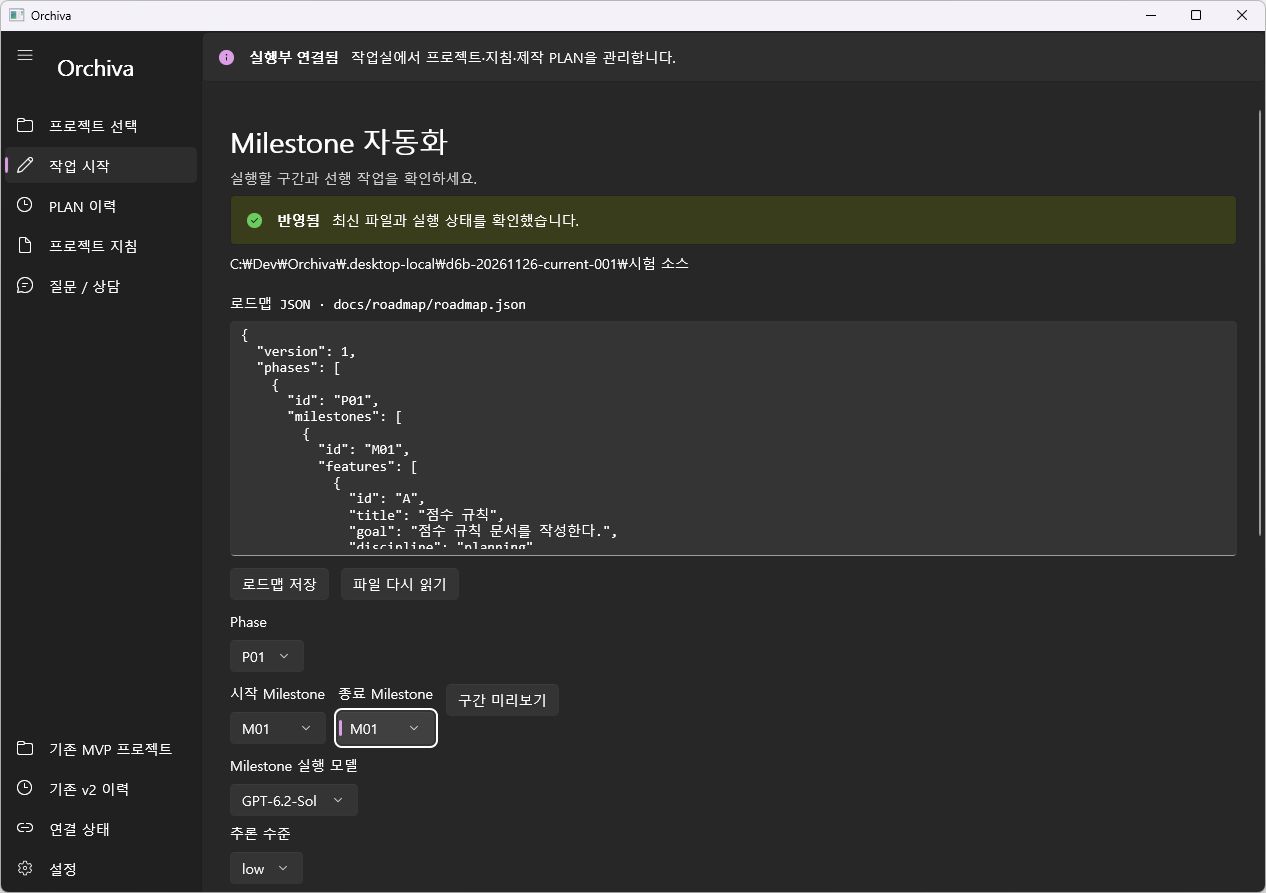 Orchiva
Orchiva
프로젝트 선택
작업 시작
PLAN 이력
프로젝트 지침
질문 / 상담
기존 MVP 프로젝트
기존 v2 이력
연결 상태
설정
실행부 연결됨 작업실에서 프로젝트·지침·제작 PLAN을 관리합니다.
Milestone 자동화
실행할 구간과 선행 작업을 확인하세요.
반영됨 최신 파일과 실행 상태를 확인했습니다.
C:₩Dev₩Orchiva₩.desktop-local₩d6b-20261126-current-001₩시험 소스
로드맵 JSON · docs/roadmap/roadmap.json
{
"version": 1,
"phases": [
{
"id": "P01",
"milestones": [
{
"id": "M01",
"features": [
{
"id": "A",
"title": "점수 규칙",
"goal": "점수 규칙 문서를 작성한다.",
"discipline": "planning"
로드맵 저장 파일 다시 읽기
Phase
P01
시작 Milestone 종료 Milestone 구간 미리보기
M01 M01
Milestone 실행 모델
GPT-6.2-Sol
추론 수준
low